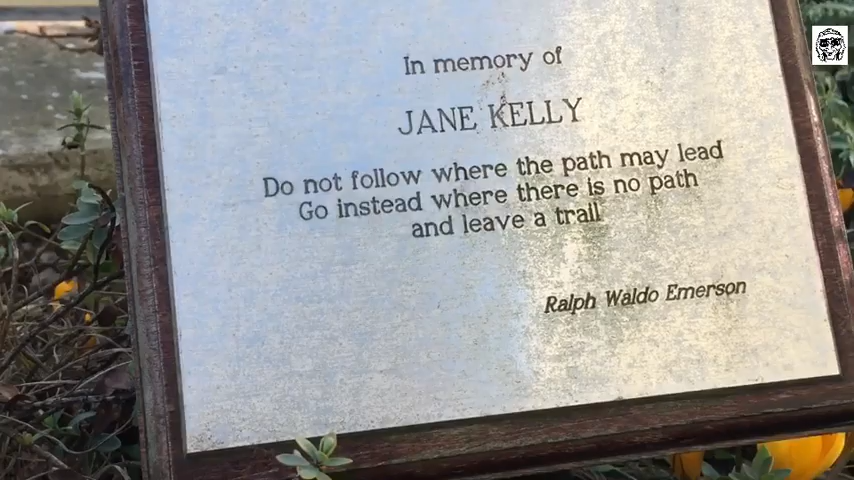 In memory of
JANE KELLY
Do not follow where the path may lead
Go instead where there is no path
and leave a trail
Ralph Waldo Emerson